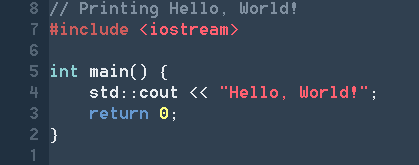 8 // Printing Hello, World!
7 #include <iostream>
6
5 int main() {
4     std::cout << "Hello, World!";
3     return 0;
2 }
1